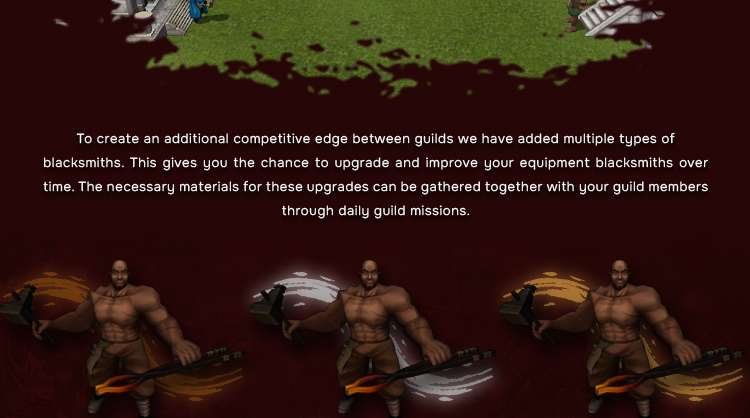 To create an additional competitive edge between guilds we have added multiple types of
blacksmiths. This gives you the chance to upgrade and improve your equipment blacksmiths over
time. The necessary materials for these upgrades can be gathered together with your guild members
through daily guild missions.